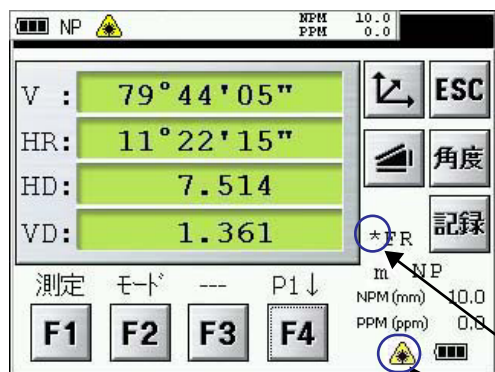 NP NPM 10.0
PPM 0.0
V : 79°44'05"
HR: 11°22'15"
HD: 7.514
VD: 1.361
ESC
角度
記録
*FR
m NP
測定 モード --- P1↓
NPM (mm) 10.0
PPM (ppm) 0.0
F1 F2 F3 F4